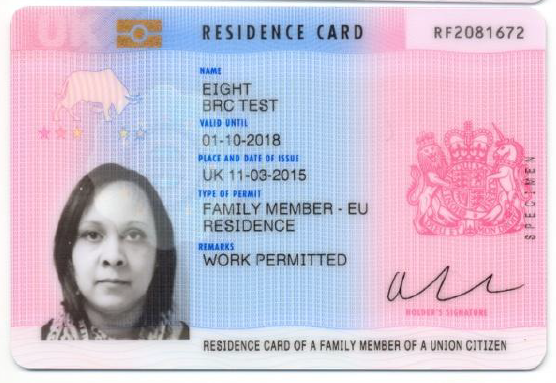 UK
RESIDENCE CARD
RF2081672
NAME
EIGHT
BRC TEST
VALID UNTIL
01-10-2018
PLACE AND DATE OF ISSUE
UK 11-03-2015
TYPE OF PERMIT
FAMILY MEMBER - EU
RESIDENCE
REMARKS
WORK PERMITTED
SPECIMEN
HOLDER'S SIGNATURE
RESIDENCE CARD OF A FAMILY MEMBER OF A UNION CITIZEN